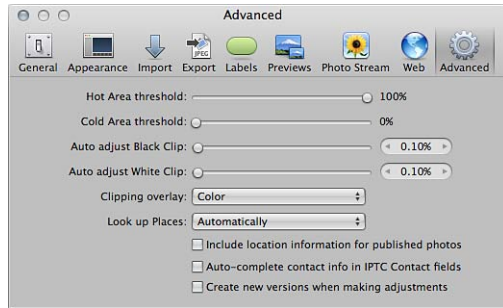 Advanced
JPEG
General Appearance Import Export Labels Previews Photo Stream Web Advanced
Hot Area threshold: 100%
Cold Area threshold: 0%
Auto adjust Black Clip: 0.10%
Auto adjust White Clip: 0.10%
Clipping overlay: Color
Look up Places: Automatically
Include location information for published photos
Auto-complete contact info in IPTC Contact fields
Create new versions when making adjustments